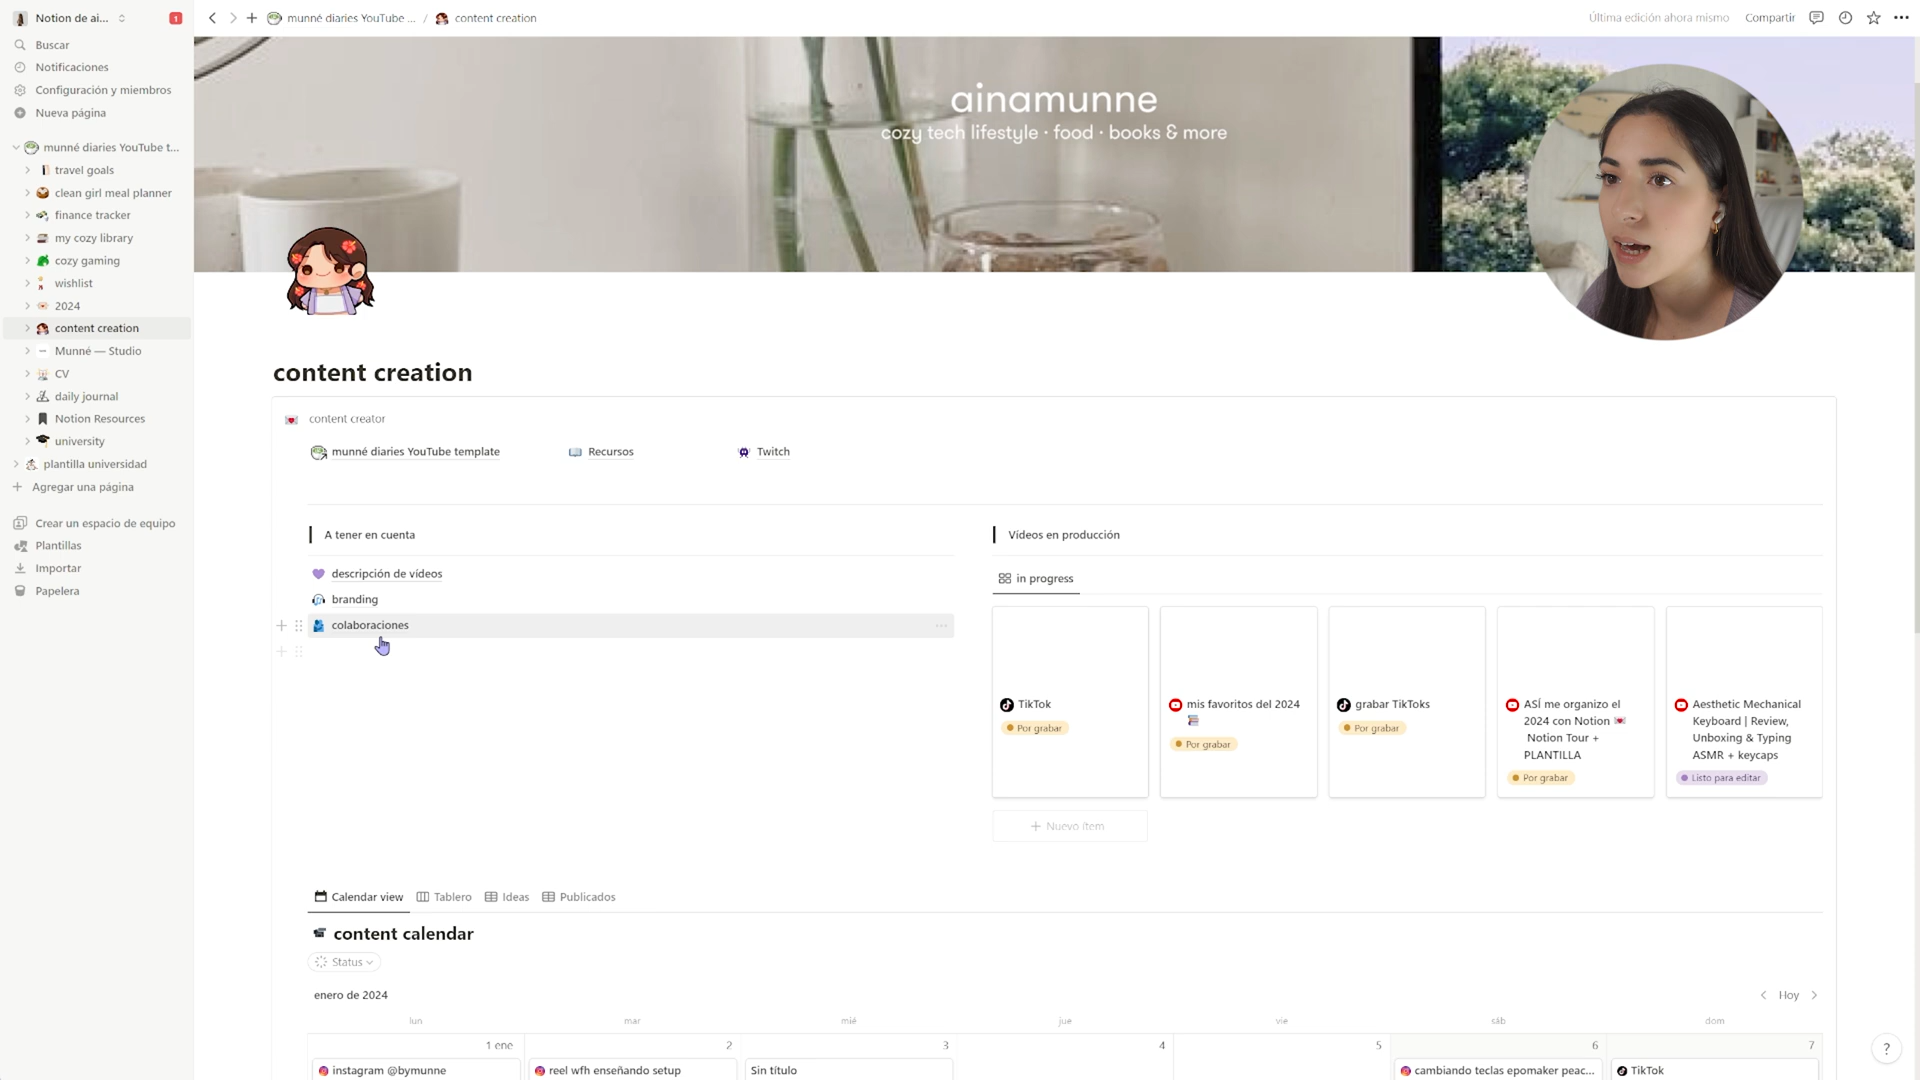 Notion de ai...
1
munné diaries YouTube ... / content creation
Última edición ahora mismo
Compartir
Buscar
Notificaciones
Configuración y miembros
Nueva página
munné diaries YouTube t...
travel goals
clean girl meal planner
finance tracker
my cozy library
cozy gaming
wishlist
2024
content creation
Munné — Studio
CV
daily journal
Notion Resources
university
plantilla universidad
Agregar una página
Crear un espacio de equipo
Plantillas
Importar
Papelera
ainamunne
cozy tech lifestyle · food · books & more
content creation
content creator
munné diaries YouTube template
Recursos
Twitch
A tener en cuenta
descripción de vídeos
branding
colaboraciones
Vídeos en producción
in progress
TikTok
Por grabar
mis favoritos del 2024
Por grabar
grabar TikToks
Por grabar
ASÍ me organizo el
2024 con Notion
Notion Tour +
PLANTILLA
Por grabar
Aesthetic Mechanical
Keyboard | Review,
Unboxing & Typing
ASMR + keycaps
Listo para editar
+ Nuevo ítem
Calendar view
Tablero
Ideas
Publicados
content calendar
Status
enero de 2024
Hoy
lun
mar
mié
jue
vie
sáb
dom
1 ene
2
3
4
5
6
7
instagram @bymunne
reel wfh enseñando setup
Sin título
cambiando teclas epomaker peac...
TikTok
?